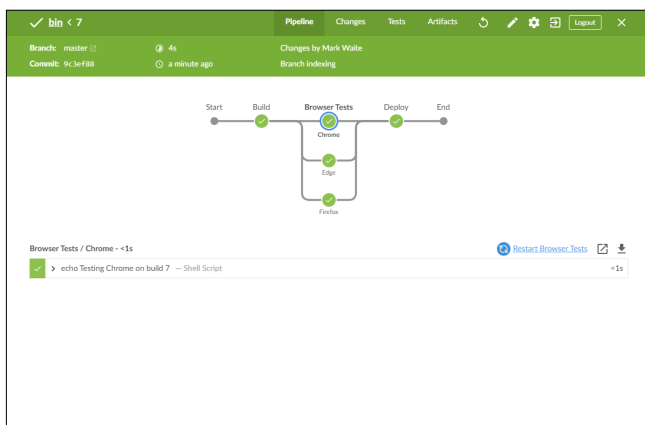 bin < 7
Pipeline Changes Tests Artifacts Logout
Branch: master 4s Changes by Mark Waite
Commit: 9c3ef88 a minute ago Branch indexing
Start Build Browser Tests Deploy End
Chrome
Edge
Firefox
Browser Tests / Chrome - <1s Restart Browser Tests
> echo Testing Chrome on build 7 — Shell Script <1s